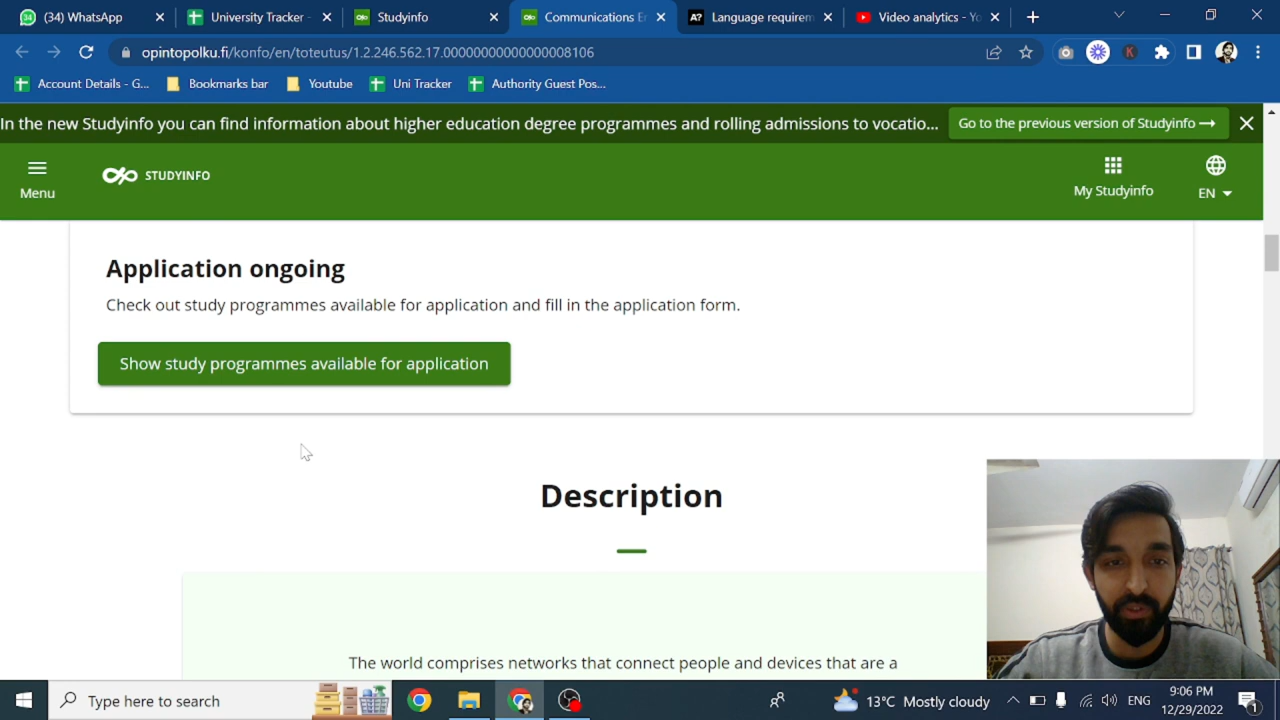 (34) WhatsApp
University Tracker -
Studyinfo
Communications E
Language requirem
Video analytics - Yo
opintopolku.fi/konfo/en/toteutus/1.2.246.562.17.00000000000000008106
Account Details - G...
Bookmarks bar
Youtube
Uni Tracker
Authority Guest Pos...
In the new Studyinfo you can find information about higher education degree programmes and rolling admissions to vocatio...
Go to the previous version of Studyinfo →
Menu
STUDYINFO
My Studyinfo
EN
Application ongoing
Check out study programmes available for application and fill in the application form.
Show study programmes available for application
Description
The world comprises networks that connect people and devices that are a
Type here to search
13°C Mostly cloudy
ENG
9:06 PM
12/29/2022
1